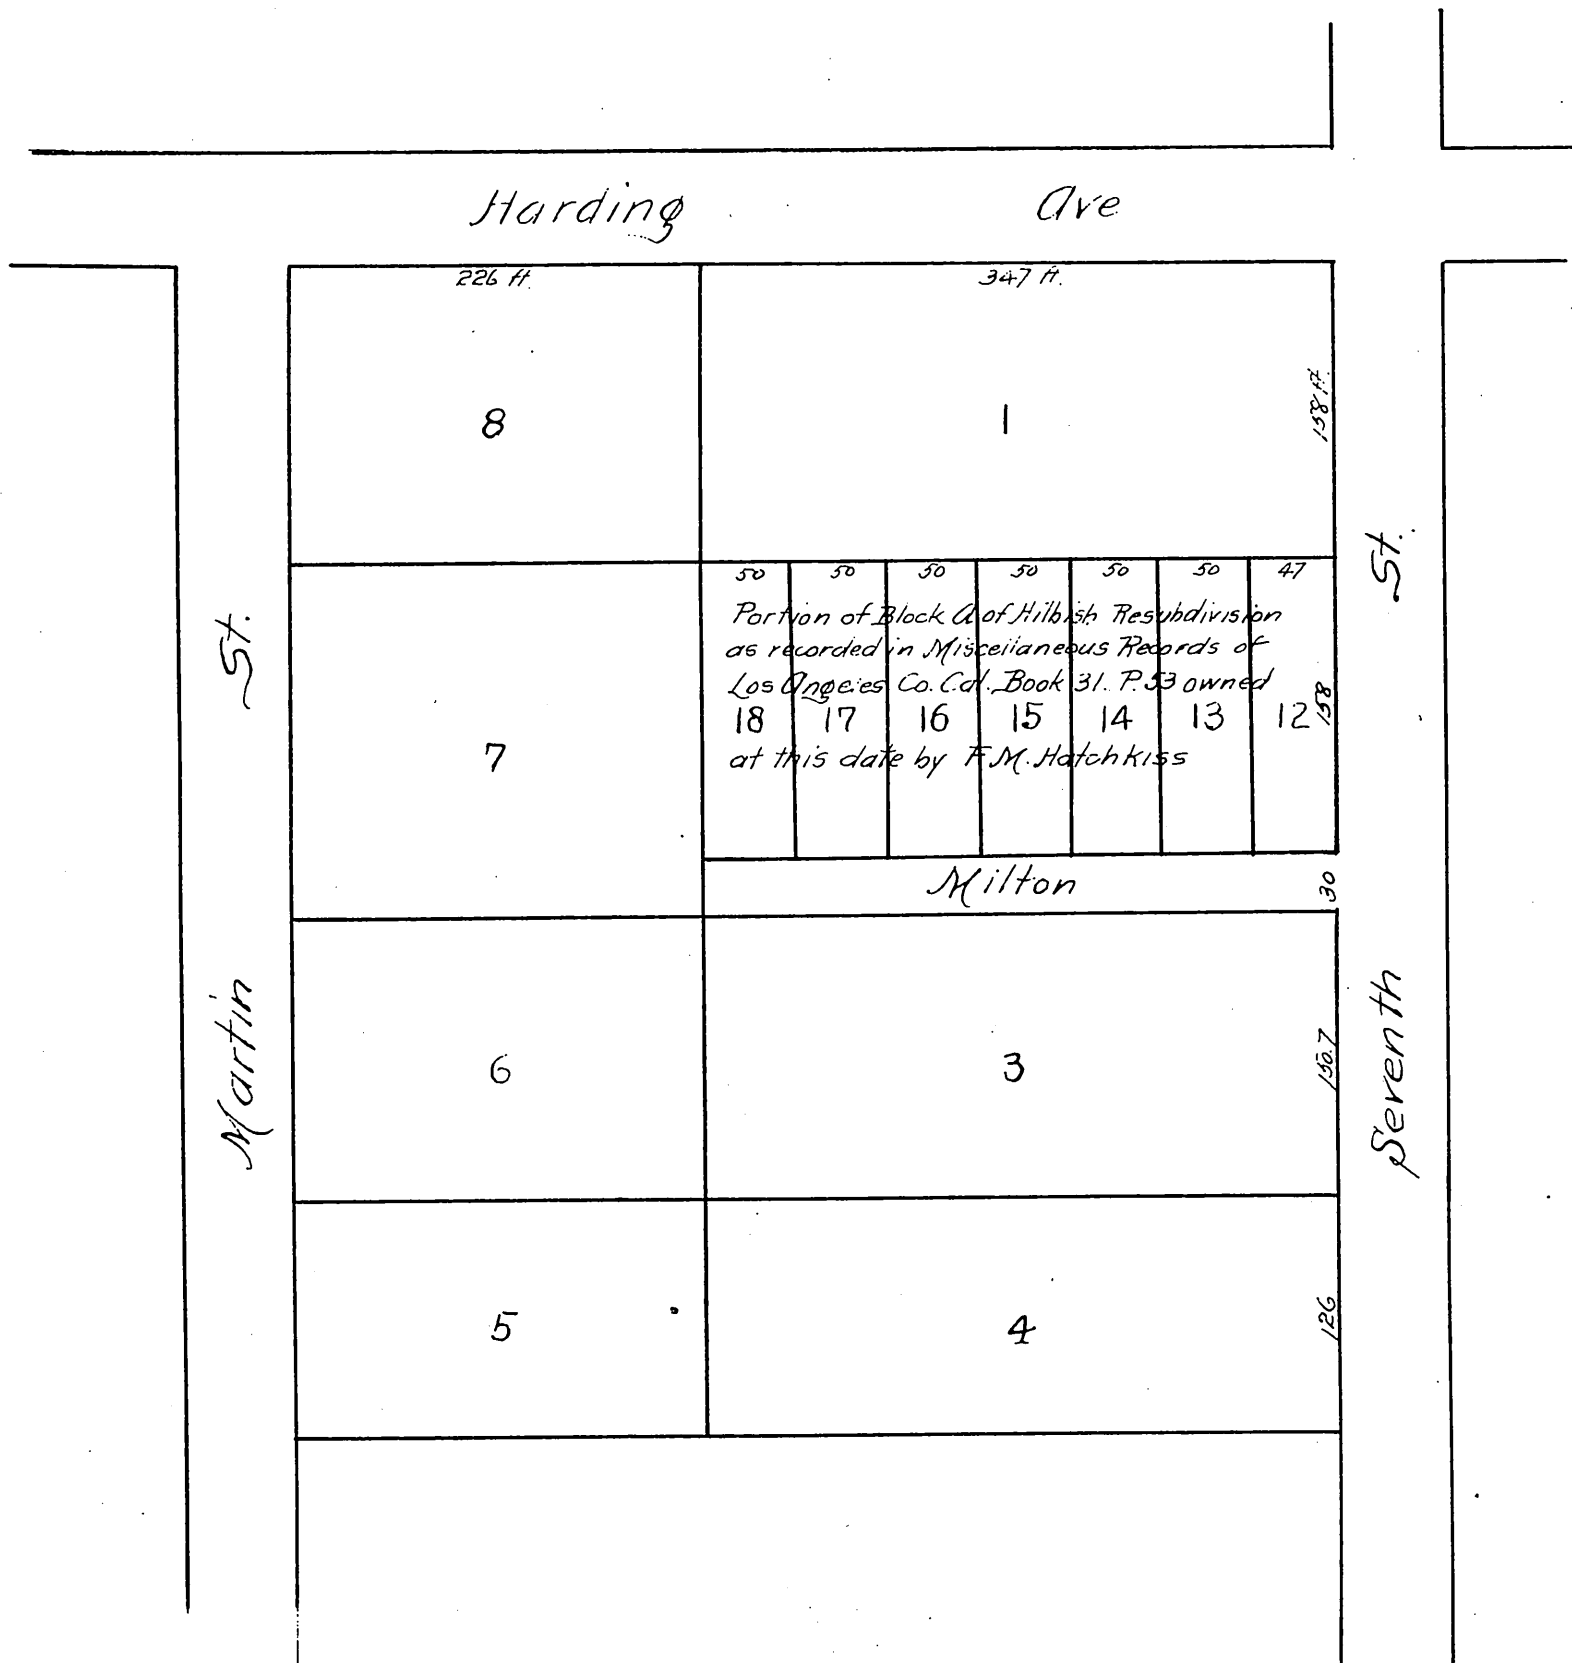 Harding Ave
226 ft. 347 ft.
8 1 158 ft.
50 50 50 50 50 50 47
Portion of Block A of Hilbish Resubdivision
as recorded in Miscellaneous Records of
Los Angeles Co. Cal. Book 31. P. 53 owned
18 17 16 15 14 13 12 158
at this date by F. M. Hatchkiss
7
Milton 30
6 3 150.7
5 4 126
Martin St.
Seventh St.